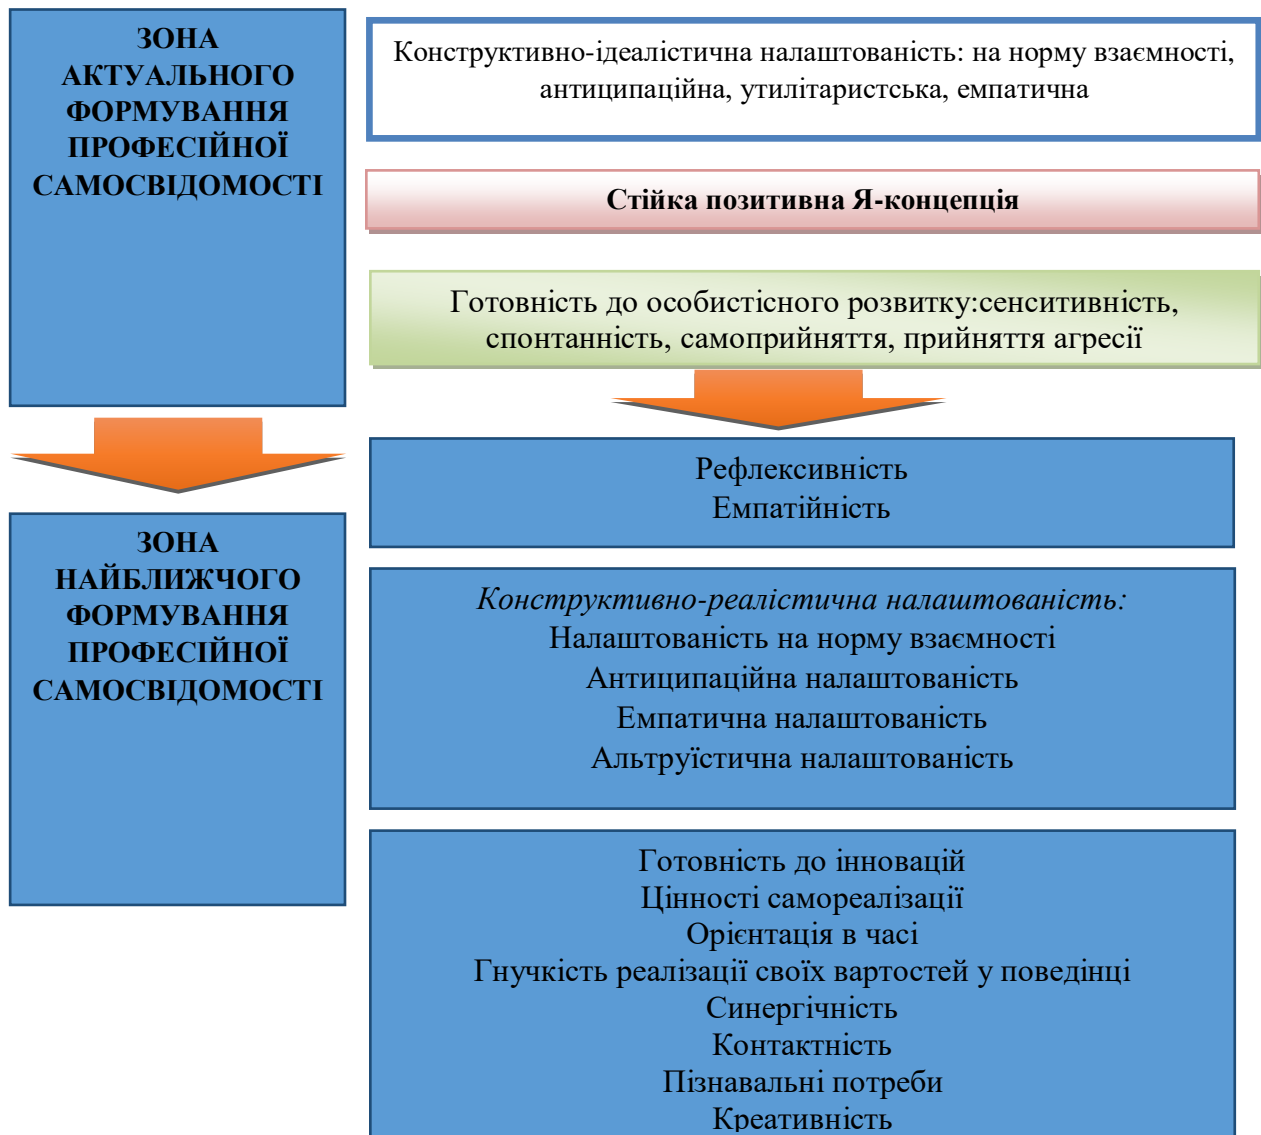 ЗОНА
АКТУАЛЬНОГО
ФОРМУВАННЯ
ПРОФЕСІЙНОЇ
САМОСВІДОМОСТІ
Конструктивно-ідеалістична налаштованість: на норму взаємності,
антиципаційна, утилітаристська, емпатична
Стійка позитивна Я-концепція
Готовність до особистісного розвитку:сенситивність,
спонтанність, самоприйняття, прийняття агресії
ЗОНА
НАЙБЛИЖЧОГО
ФОРМУВАННЯ
ПРОФЕСІЙНОЇ
САМОСВІДОМОСТІ
Рефлексивність
Емпатійність
Конструктивно-реалістична налаштованість:
Налаштованість на норму взаємності
Антиципаційна налаштованість
Емпатична налаштованість
Альтруїстична налаштованість
Готовність до інновацій
Цінності самореалізації
Орієнтація в часі
Гнучкість реалізації своїх вартостей у поведінці
Синергічність
Контактність
Пізнавальні потреби
Креативність